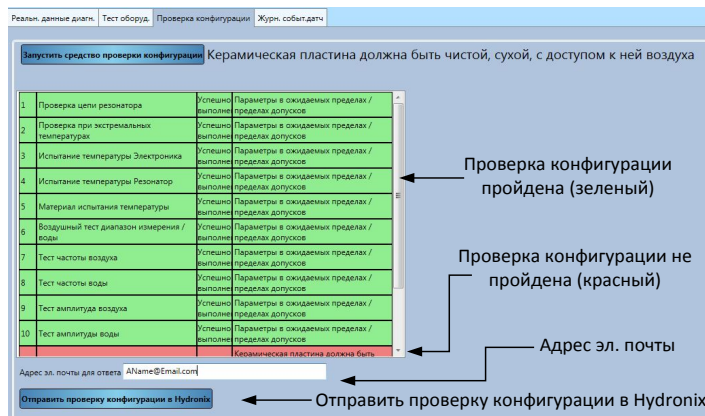 Реальн. данные диагн. Тест оборуд. Проверка конфигурации Журн. событ.датч
Запустить средство проверки конфигурации Керамическая пластина должна быть чистой, сухой, с доступом к ней воздуха
1 Проверка цепи резонатора Успешно Параметры в ожидаемых пределах /
выполне пределах допусков
2 Проверка при экстремальных Успешно Параметры в ожидаемых пределах /
температурах выполне пределах допусков
3 Испытание температуры Электроника Успешно Параметры в ожидаемых пределах /
выполне пределах допусков
4 Испытание температуры Резонатор Успешно Параметры в ожидаемых пределах /
выполне пределах допусков
5 Материал испытания температуры Успешно Параметры в ожидаемых пределах /
выполне пределах допусков
6 Воздушный тест диапазон измерения / Успешно Параметры в ожидаемых пределах /
воды выполне пределах допусков
7 Тест частоты воздуха Успешно Параметры в ожидаемых пределах /
выполне пределах допусков
8 Тест частоты воды Успешно Параметры в ожидаемых пределах /
выполне пределах допусков
9 Тест амплитуда воздуха Успешно Параметры в ожидаемых пределах /
выполне пределах допусков
10 Тест амплитуды воды Успешно Параметры в ожидаемых пределах /
выполне пределах допусков
Керамическая пластина должна быть
Проверка конфигурации
пройдена (зеленый)
Проверка конфигурации не
пройдена (красный)
Адрес эл. почты
Адрес эл. почты для ответа AName@Email.com
Отправить проверку конфигурации в Hydronix
Отправить проверку конфигурации в Hydronix